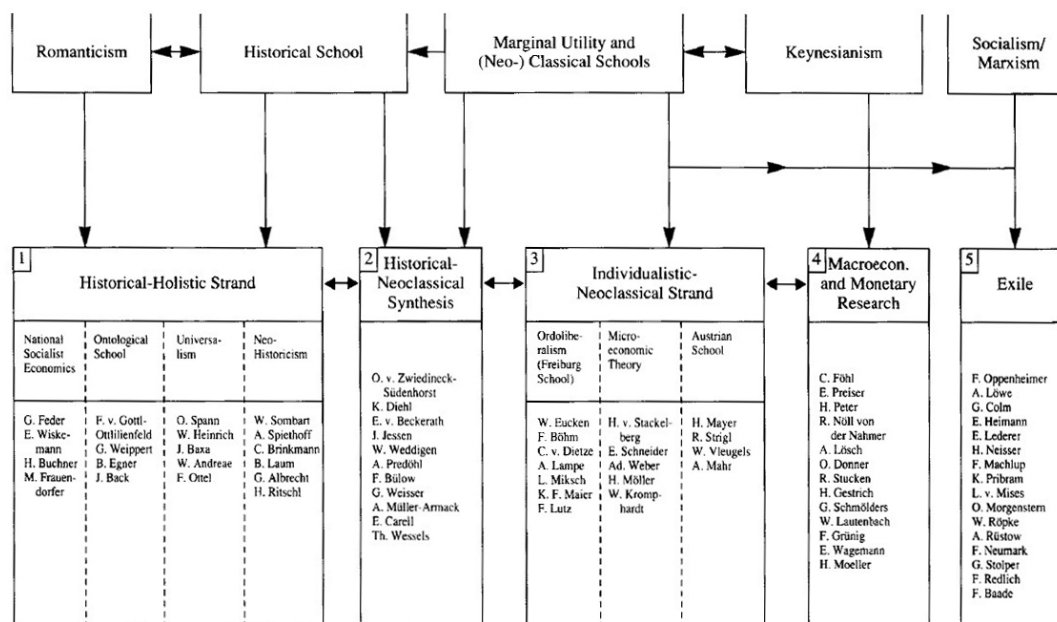 Romanticism
Historical School
Marginal Utility and
(Neo-) Classical Schools
Keynesianism
Socialism/
Marxism
1
Historical-Holistic Strand
National
Socialist
Economics
Ontological
School
Universa-
lism
Neo-
Historicism
G. Feder
E. Wiske-
mann
H. Buchner
M. Frauen-
dorfer
F. v. Gottl-
Ottlilienfeld
G. Weippert
B. Egner
J. Back
O. Spann
W. Heinrich
J. Baxa
W. Andreae
F. Ottel
W. Sombart
A. Spiethoff
C. Brinkmann
B. Laum
G. Albrecht
H. Ritschl
2
Historical-
Neoclassical
Synthesis
O. v. Zwiedineck-
Südenhorst
K. Diehl
E. v. Beckerath
J. Jessen
W. Weddigen
A. Predöhl
F. Bülow
G. Weisser
A. Müller-Armack
E. Carell
Th. Wessels
3
Individualistic-
Neoclassical Strand
Ordolibe-
ralism
(Freiburg
School)
Micro-
economic
Theory
Austrian
School
W. Eucken
F. Böhm
C. v. Dietze
A. Lampe
L. Miksch
K. F. Maier
F. Lutz
H. v. Stackel-
berg
E. Schneider
Ad. Weber
H. Möller
W. Kromp-
hardt
H. Mayer
R. Strigl
W. Vleugels
A. Mahr
4
Macroecon.
and Monetary
Research
C. Föhl
E. Preiser
H. Peter
R. Nöll von
der Nahmer
A. Lösch
O. Donner
R. Stucken
H. Gestrich
G. Schmölders
W. Lautenbach
F. Grünig
E. Wagemann
H. Moeller
5
Exile
F. Oppenheimer
A. Löwe
G. Colm
E. Heimann
E. Lederer
H. Neisser
F. Machlup
K. Pribram
L. v. Mises
O. Morgenstern
W. Röpke
A. Rüstow
F. Neumark
G. Stolper
F. Redlich
F. Baade